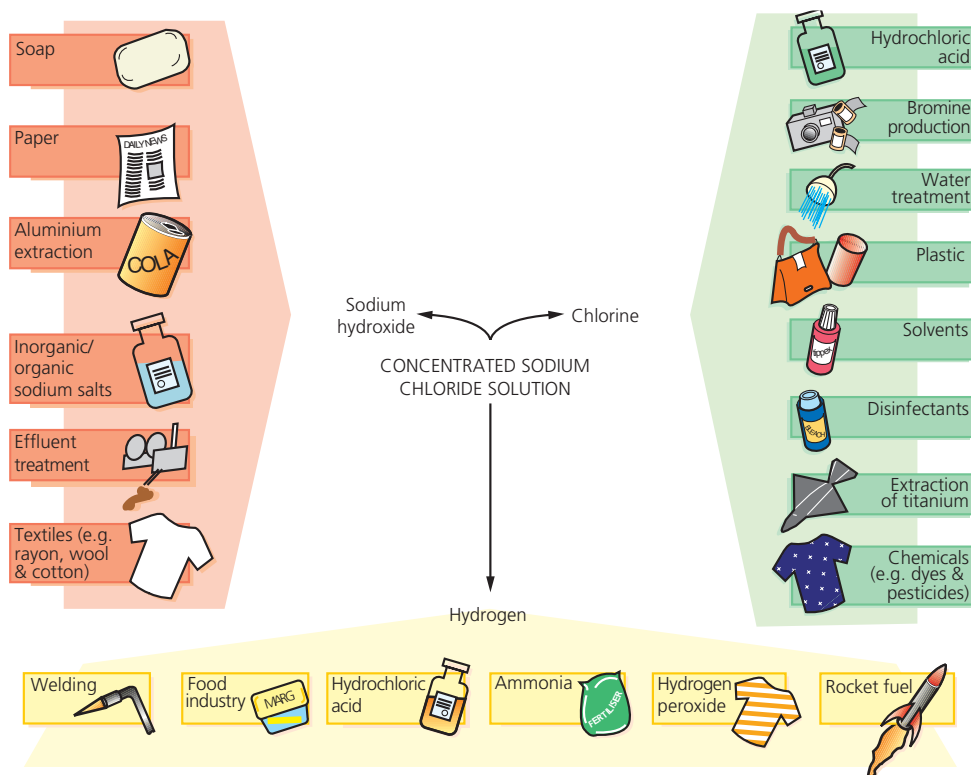 Soap
Paper
DAILY NEWS
Aluminium
extraction
COLA
Inorganic/
organic
sodium salts
Effluent
treatment
Textiles (e.g.
rayon, wool
& cotton)
Sodium
hydroxide
Chlorine
CONCENTRATED SODIUM
CHLORIDE SOLUTION
Hydrogen
Hydrochloric
acid
Bromine
production
Water
treatment
Plastic
Solvents
Disinfectants
BLEACH
Extraction
of titanium
Chemicals
(e.g. dyes &
pesticides)
Welding
Food
industry
MARG
Hydrochloric
acid
Ammonia
FERTILISER
Hydrogen
peroxide
Rocket fuel